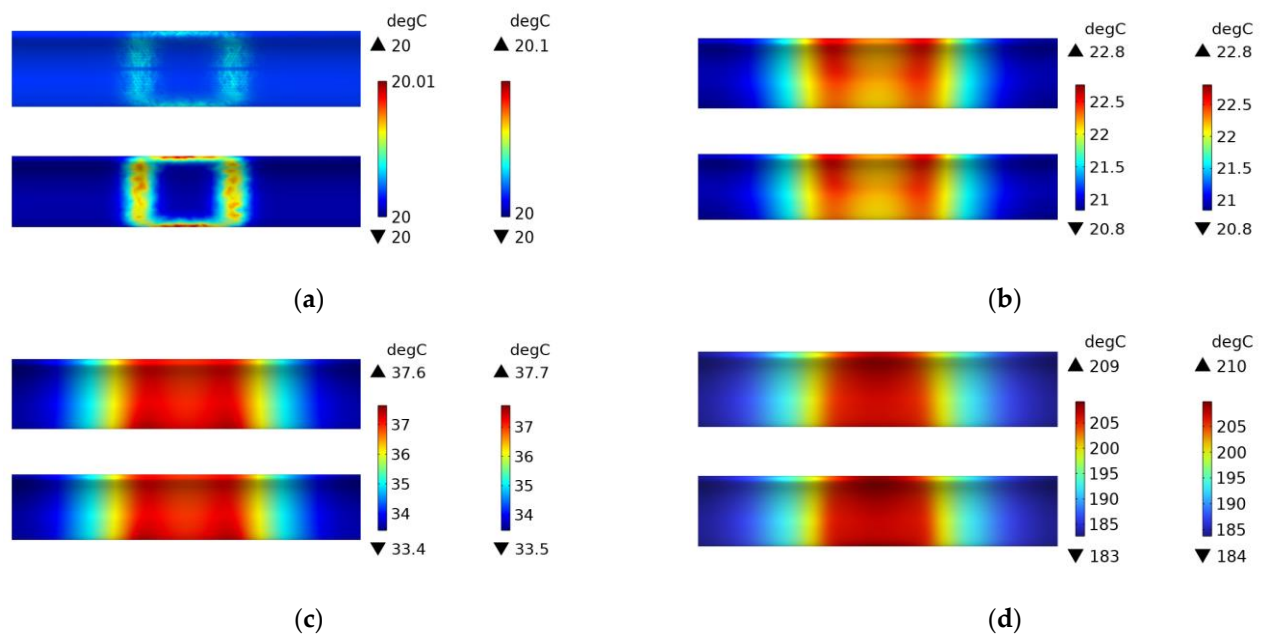 degC degC
▲ 20 ▲ 20.1
20.01
20 20
▼ 20 ▼ 20
(a)
degC degC
▲ 22.8 ▲ 22.8
22.5 22.5
22 22
21.5 21.5
21 21
▼ 20.8 ▼ 20.8
(b)
degC degC
▲ 37.6 ▲ 37.7
37 37
36 36
35 35
34 34
▼ 33.4 ▼ 33.5
(c)
degC degC
▲ 209 ▲ 210
205 205
200 200
195 195
190 190
185 185
▼ 183 ▼ 184
(d)